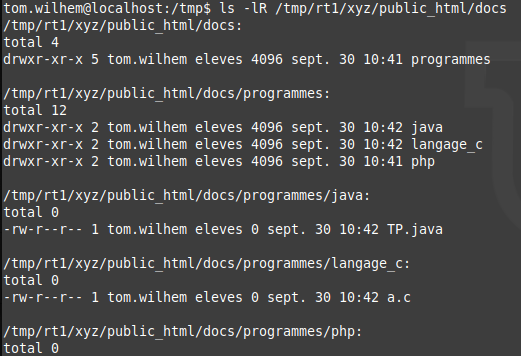 tom.wilhem@localhost:/tmp$ ls -lR /tmp/rt1/xyz/public_html/docs
/tmp/rt1/xyz/public_html/docs:
total 4
drwxr-xr-x 5 tom.wilhem eleves 4096 sept. 30 10:41 programmes

/tmp/rt1/xyz/public_html/docs/programmes:
total 12
drwxr-xr-x 2 tom.wilhem eleves 4096 sept. 30 10:42 java
drwxr-xr-x 2 tom.wilhem eleves 4096 sept. 30 10:42 langage_c
drwxr-xr-x 2 tom.wilhem eleves 4096 sept. 30 10:41 php

/tmp/rt1/xyz/public_html/docs/programmes/java:
total 0
-rw-r--r-- 1 tom.wilhem eleves 0 sept. 30 10:42 TP.java

/tmp/rt1/xyz/public_html/docs/programmes/langage_c:
total 0
-rw-r--r-- 1 tom.wilhem eleves 0 sept. 30 10:42 a.c

/tmp/rt1/xyz/public_html/docs/programmes/php:
total 0